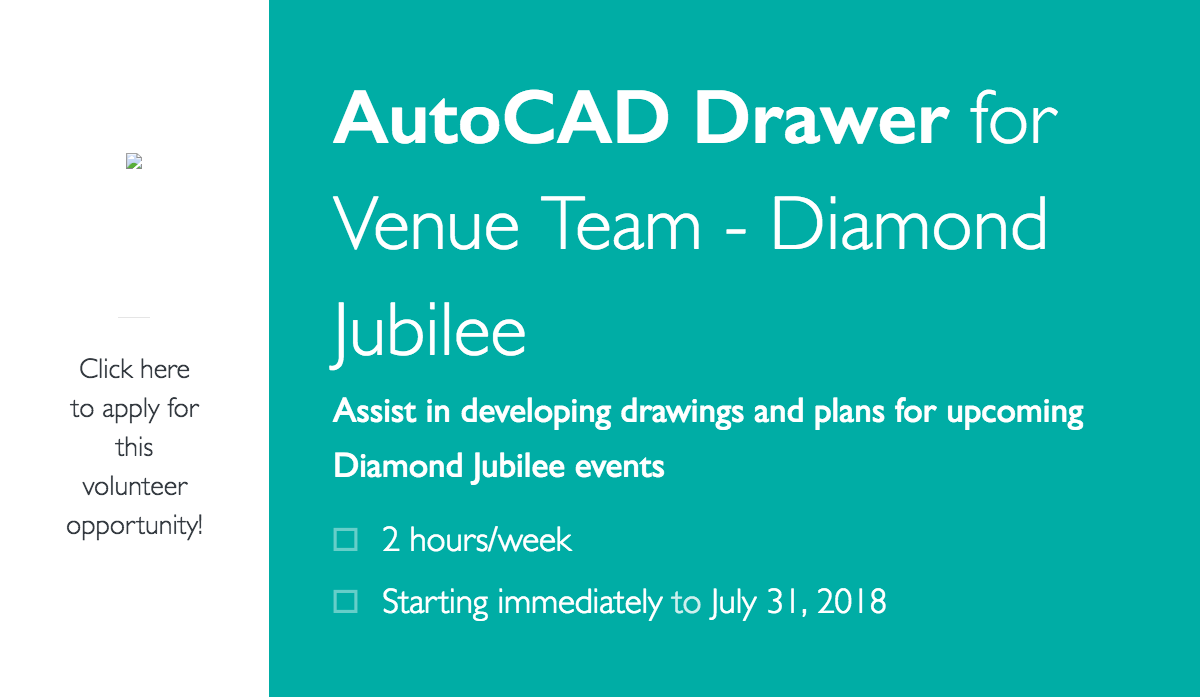 Click here
to apply for
this
volunteer
opportunity!
AutoCAD Drawer for
Venue Team - Diamond
Jubilee
Assist in developing drawings and plans for upcoming
Diamond Jubilee events
2 hours/week
Starting immediately to July 31, 2018